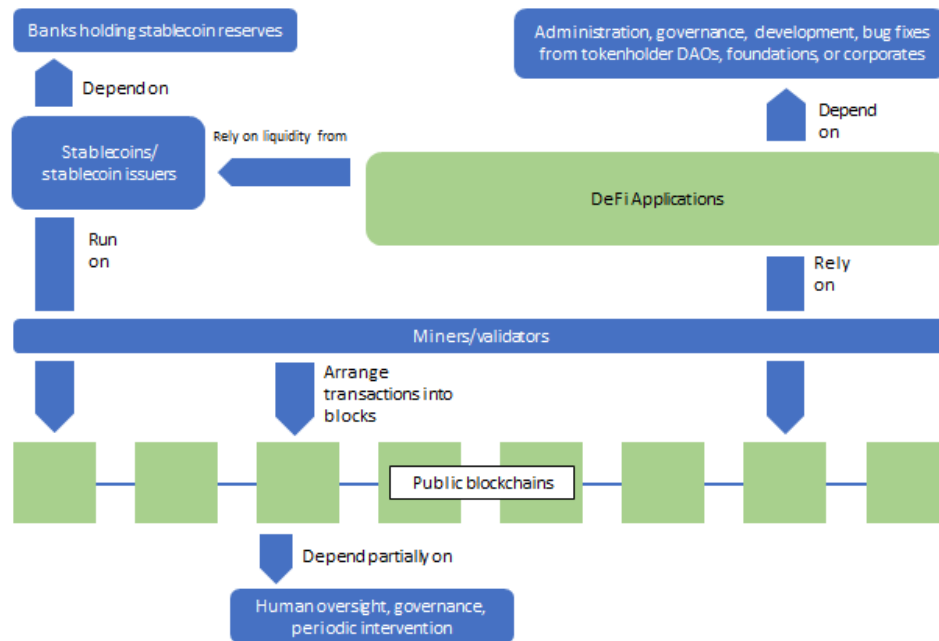 Banks holding stablecoin reserves
Administration, governance, development, bug fixes
from tokenholder DAOs, foundations, or corporates
Depend on
Depend
on
Rely on liquidity from
Stablecoins/
stablecoin issuers
DeFi Applications
Run
on
Rely
on
Miners/validators
Arrange
transactions into
blocks
Public blockchains
Depend partially on
Human oversight, governance,
periodic intervention